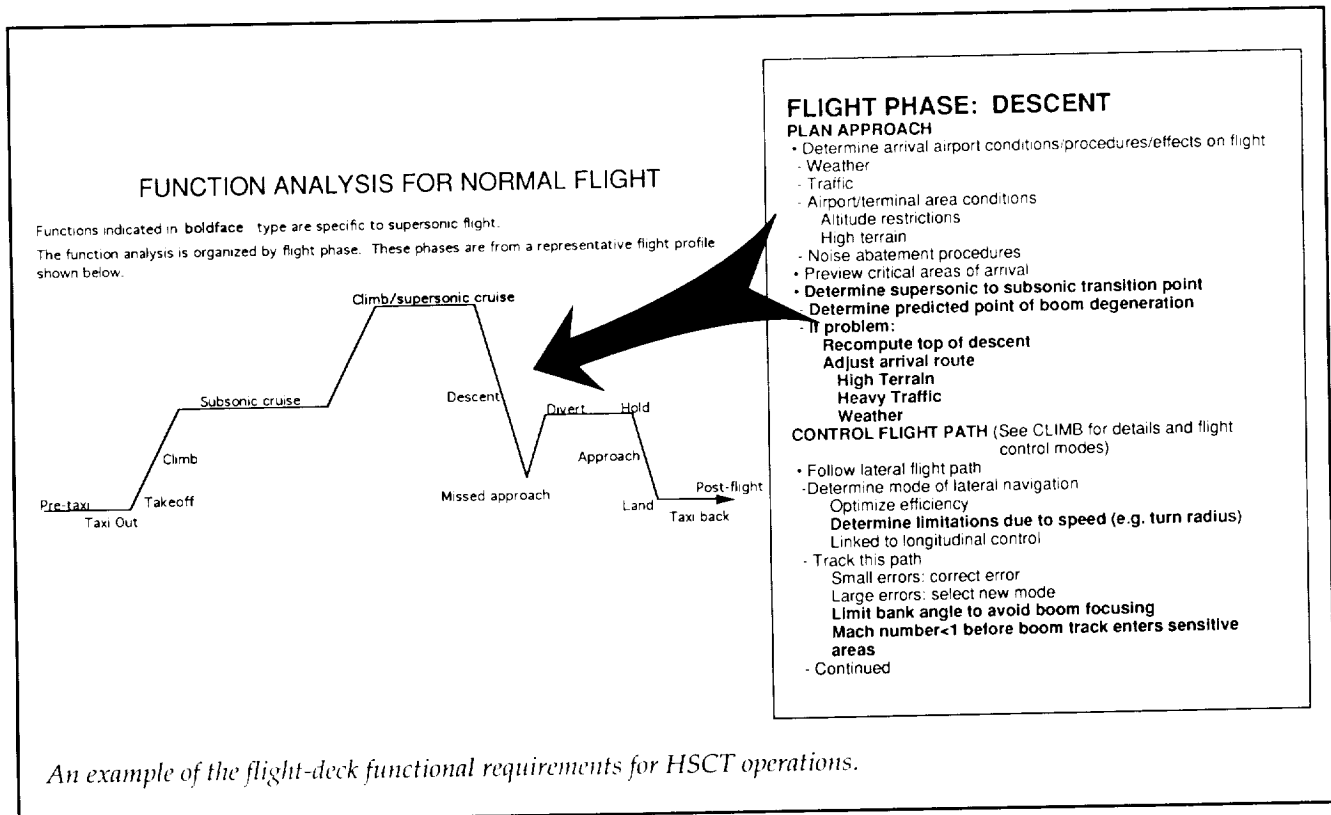 FUNCTION ANALYSIS FOR NORMAL FLIGHT
Functions indicated in boldface type are specific to supersonic flight.
The function analysis is organized by flight phase. These phases are from a representative flight profile
shown below.
Climb/supersonic cruise
Subsonic cruise
Descent
Divert
Hold
Climb
Approach
Pre-taxi
Takeoff
Missed approach
Post-flight
Taxi Out
Land
Taxi back
FLIGHT PHASE: DESCENT
PLAN APPROACH
• Determine arrival airport conditions/procedures/effects on flight
- Weather
- Traffic
- Airport/terminal area conditions
Altitude restrictions
High terrain
- Noise abatement procedures
• Preview critical areas of arrival
• Determine supersonic to subsonic transition point
- Determine predicted point of boom degeneration
- If problem:
Recompute top of descent
Adjust arrival route
High Terrain
Heavy Traffic
Weather
CONTROL FLIGHT PATH (See CLIMB for details and flight
control modes)
• Follow lateral flight path
-Determine mode of lateral navigation
Optimize efficiency
Determine limitations due to speed (e.g. turn radius)
Linked to longitudinal control
- Track this path
Small errors: correct error
Large errors: select new mode
Limit bank angle to avoid boom focusing
Mach number<1 before boom track enters sensitive
areas
- Continued
An example of the flight-deck functional requirements for HSCT operations.